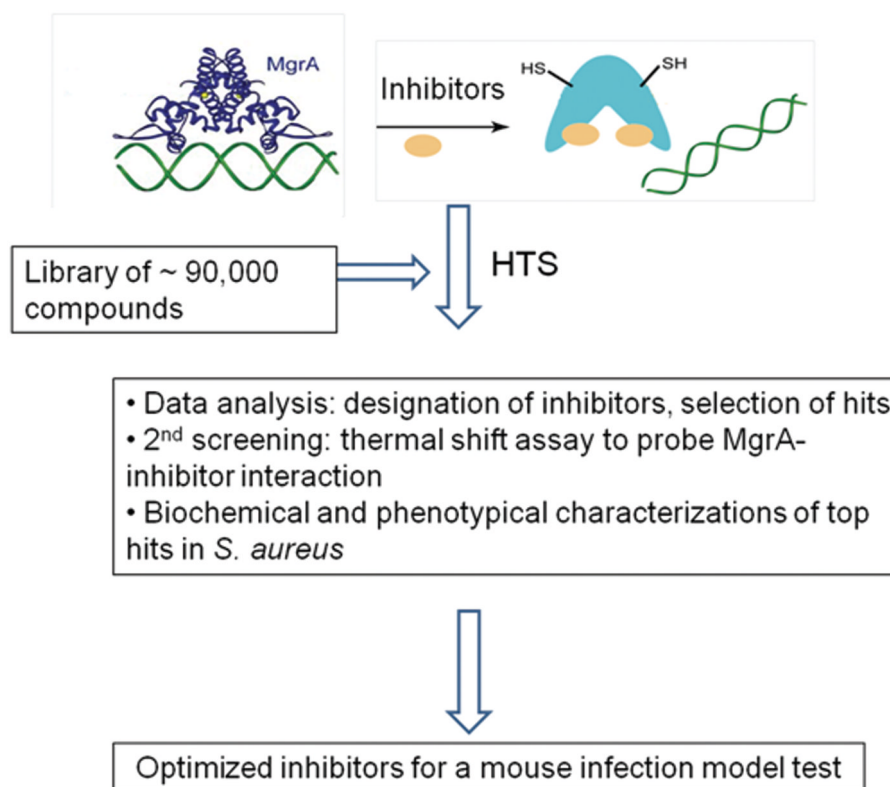 MgrA
Inhibitors
HS
SH
Library of ~ 90,000
compounds
HTS
• Data analysis: designation of inhibitors, selection of hits
• 2nd screening: thermal shift assay to probe MgrA-
inhibitor interaction
• Biochemical and phenotypical characterizations of top
hits in S. aureus
Optimized inhibitors for a mouse infection model test